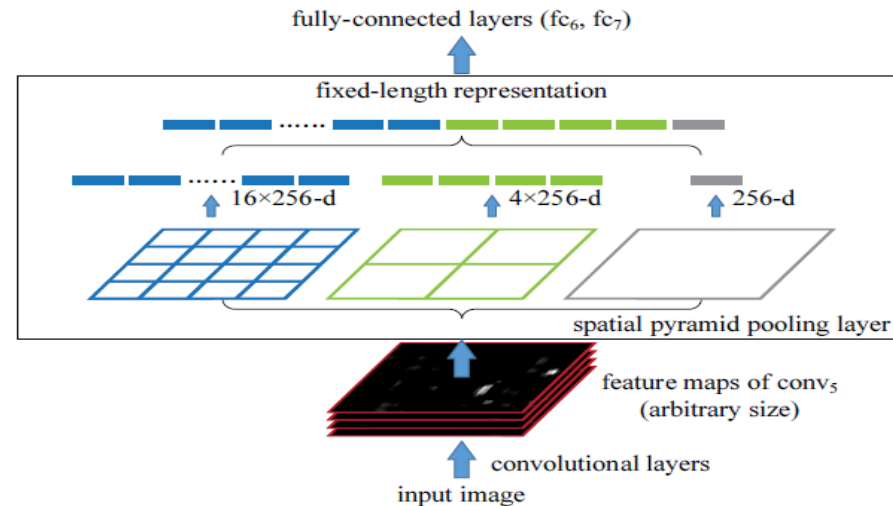 fully-connected layers (fc₆, fc₇)
fixed-length representation
......
......
16×256-d
4×256-d
256-d
spatial pyramid pooling layer
feature maps of conv₅
(arbitrary size)
convolutional layers
input image